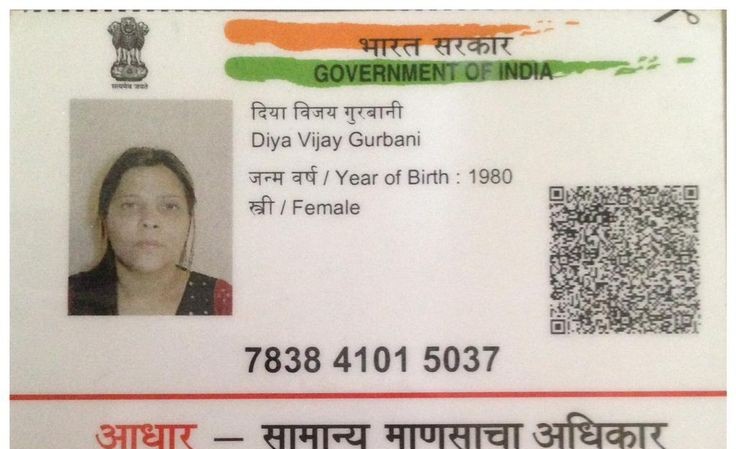 भारत सरकार
GOVERNMENT OF INDIA
सत्यमेव जयते
दिया विजय गुरबानी
Diya Vijay Gurbani
जन्म वर्ष / Year of Birth : 1980
स्त्री / Female
7838 4101 5037
आधार – सामान्य माणसाचा अधिकार